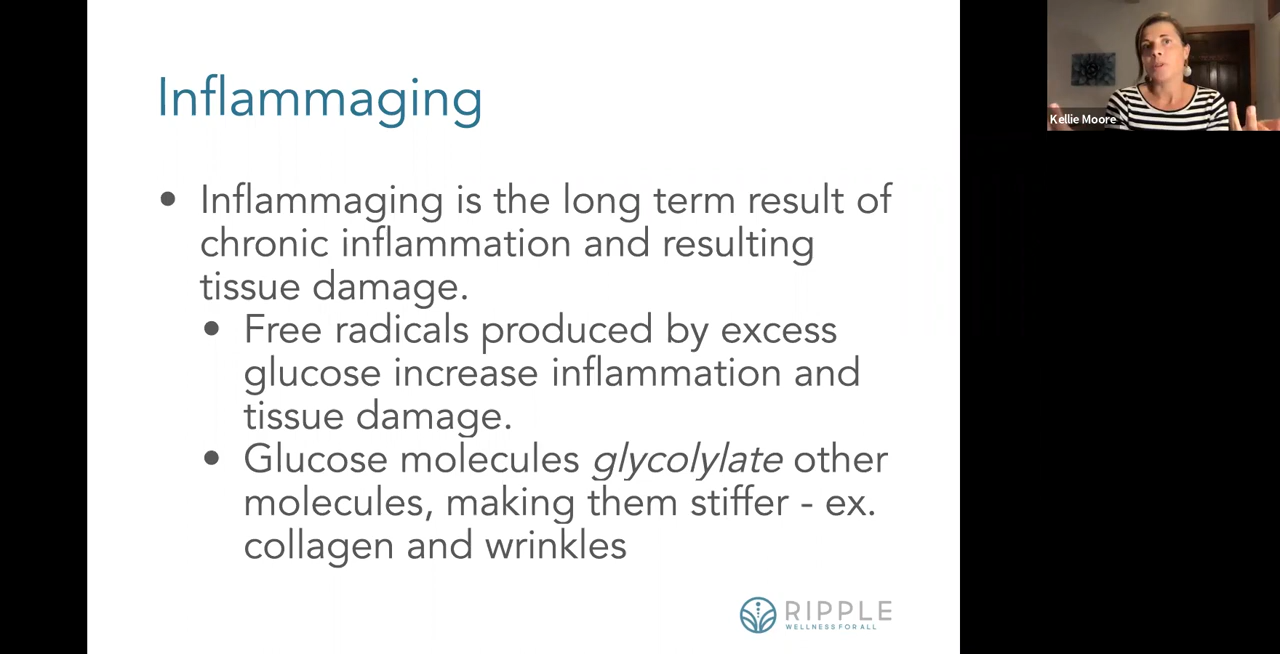 Inflammaging
• Inflammaging is the long term result of
chronic inflammation and resulting
tissue damage.
• Free radicals produced by excess
glucose increase inflammation and
tissue damage.
• Glucose molecules glycolylate other
molecules, making them stiffer - ex.
collagen and wrinkles
RIPPLE
WELLNESS FOR ALL
Kellie Moore